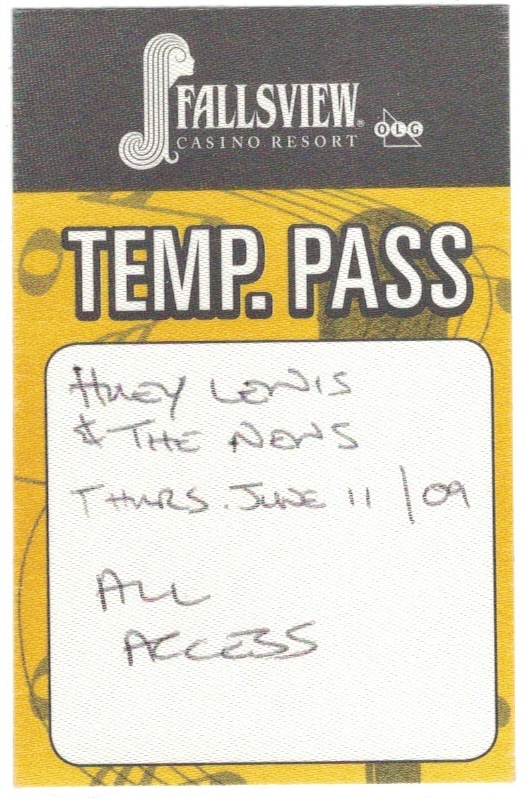 FALLSVIEW
CASINO RESORT
OLG
TEMP. PASS
HUEY LEWIS
& THE NEWS
THURS. JUNE 11 /09
ALL
ACCESS